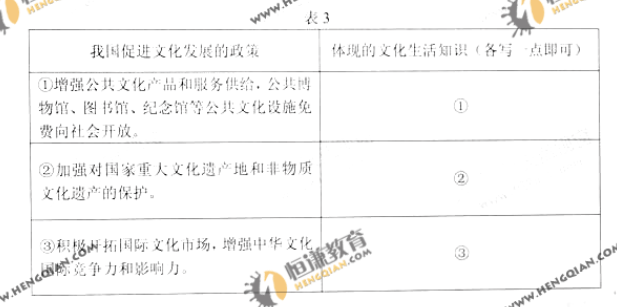 表3
我国促进文化发展的政策
体现的文化生活知识（各写一点即可）
①增强公共文化产品和服务供给，公共博
物馆、图书馆、纪念馆等公共文化设施免
费向社会开放。
①
②加强对国家重大文化遗产地和非物质
文化遗产的保护。
②
③积极开拓国际文化市场，增强中华文化
国际竞争力和影响力。
③
恒谦教育
HENGQIAN.COM
WWW.HENGQIAN.COM
WWW.HENGQIAN.COM